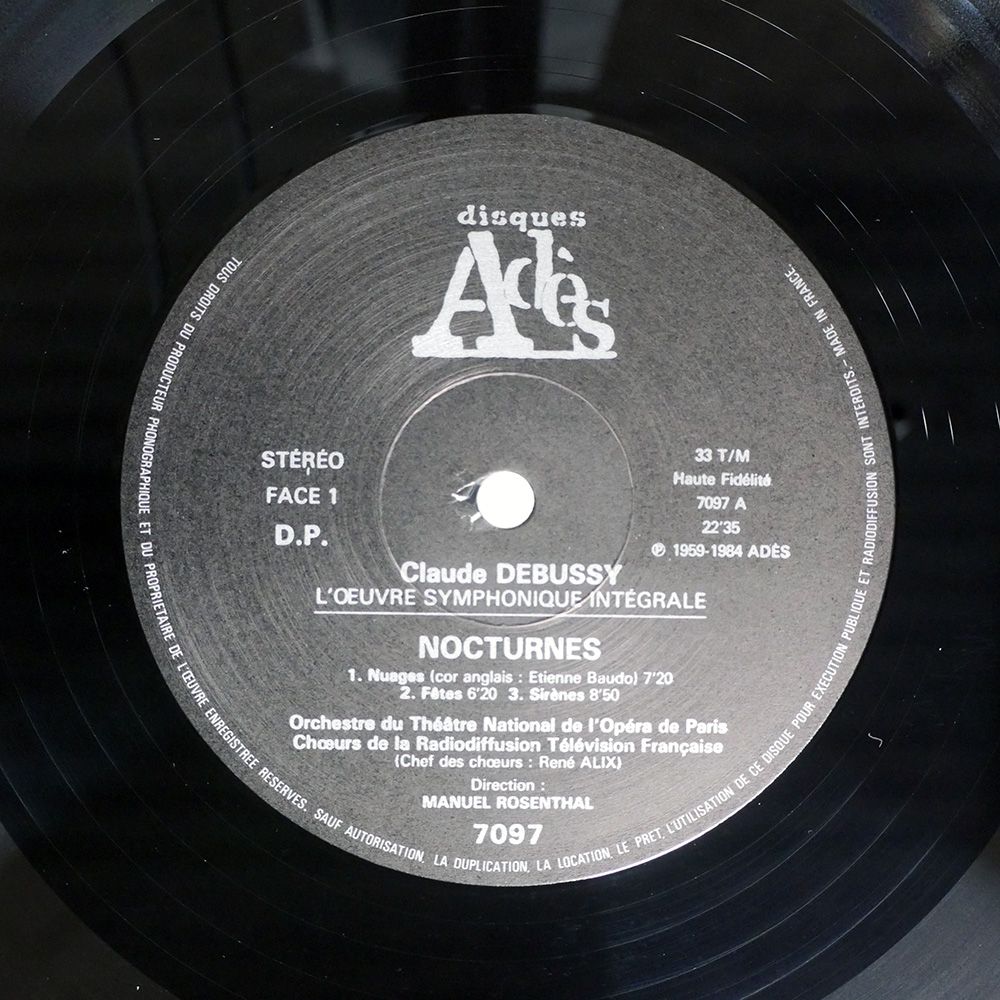 disques
Adès
STÉRÉO
FACE 1
D.P.
33 T/M
Haute Fidélité
7097 A
22'35
℗ 1959-1984 ADÈS
Claude DEBUSSY
L'ŒUVRE SYMPHONIQUE INTÉGRALE
NOCTURNES
1. Nuages (cor anglais : Etienne Baudo) 7'20
2. Fêtes 6'20 3. Sirènes 8'50
Orchestre du Théâtre National de l'Opéra de Paris
Chœurs de la Radiodiffusion Télévision Française
(Chef des chœurs : René ALIX)
Direction :
MANUEL ROSENTHAL
7097
TOUS DROITS DU PRODUCTEUR PHONOGRAPHIQUE ET DU PROPRIETAIRE DE L'ŒUVRE ENREGISTREE RESERVES. SAUF AUTORISATION, LA DUPLICATION, LA LOCATION, LE PRET, L'UTILISATION DE CE DISQUE POUR EXECUTION PUBLIQUE ET RADIODIFFUSION SONT INTERDITS. - MADE IN FRANCE.